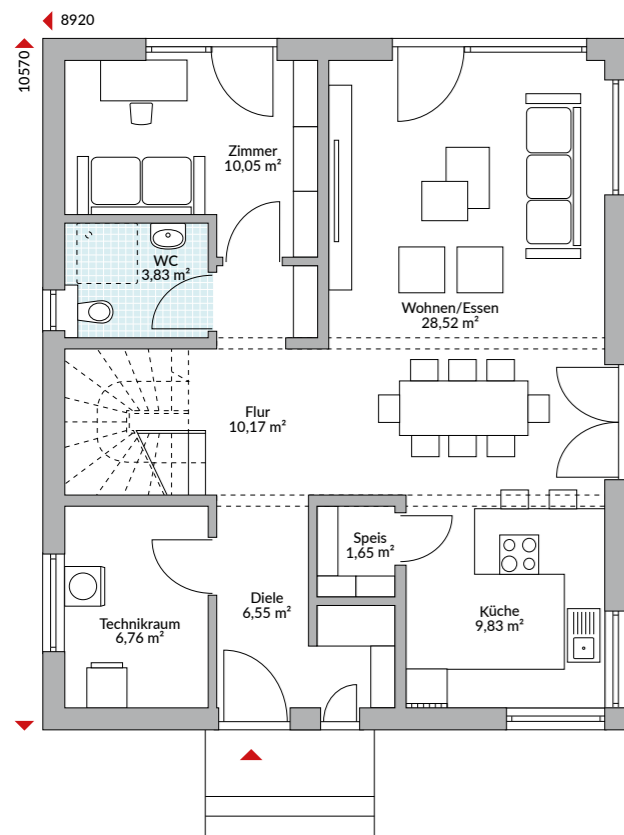 8920
10570
Zimmer
10,05 m²
WC
3,83 m²
Wohnen/Essen
28,52 m²
Flur
10,17 m²
Speis
1,65 m²
Diele
6,55 m²
Küche
9,83 m²
Technikraum
6,76 m²